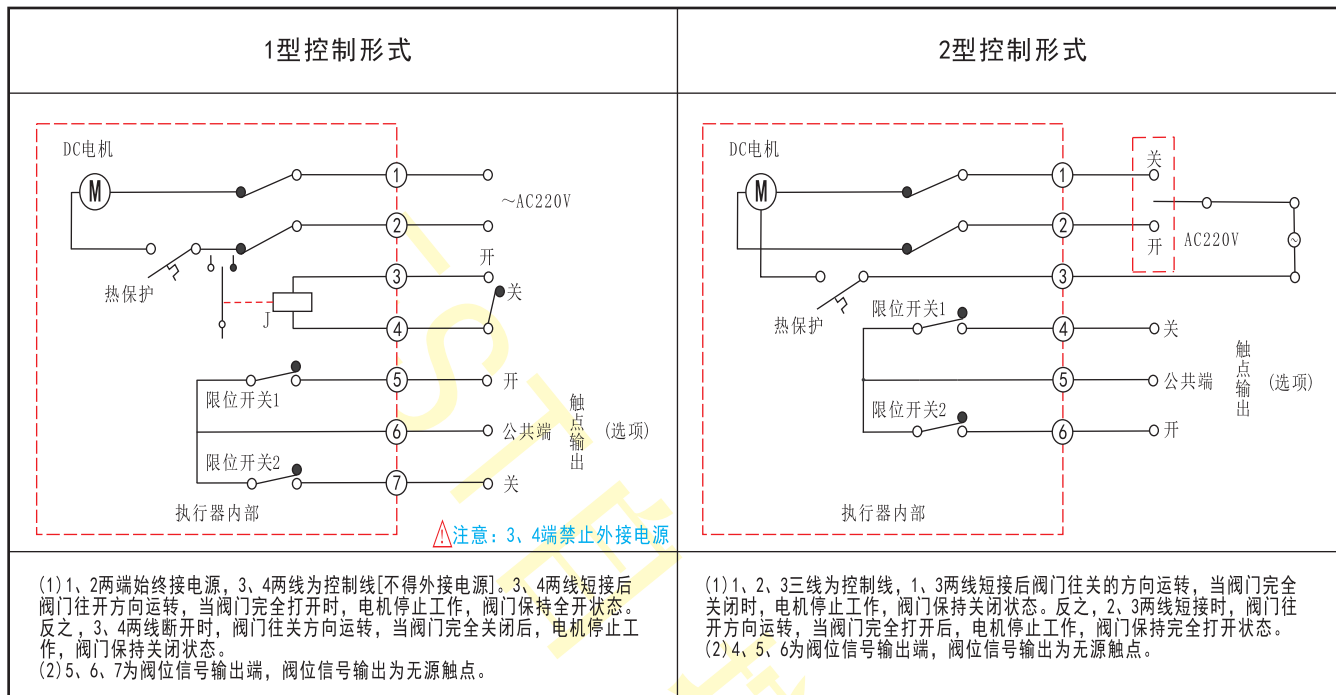 1型控制形式
2型控制形式
DC电机
M
热保护
J
1
2
3
4
5
6
7
～AC220V
开
关
限位开关1
限位开关2
开
公共端
关
触点输出
(选项)
执行器内部
注意：3、4端禁止外接电源
(1)1、2两端始终接电源，3、4两线为控制线[不得外接电源]。3、4两线短接后
阀门往开方向运转，当阀门完全打开时，电机停止工作，阀门保持全开状态。
反之，3、4两线断开时，阀门往关方向运转，当阀门完全关闭后，电机停止工
作，阀门保持关闭状态。
(2)5、6、7为阀位信号输出端，阀位信号输出为无源触点。
DC电机
M
热保护
1
2
3
4
5
6
关
开
AC220V
~
限位开关1
限位开关2
关
公共端
开
触点输出
(选项)
执行器内部
(1)1、2、3三线为控制线，1、3两线短接后阀门往关的方向运转，当阀门完全
关闭时，电机停止工作，阀门保持关闭状态。反之，2、3两线短接时，阀门往
开方向运转，当阀门完全打开后，电机停止工作，阀门保持完全打开状态。
(2)4、5、6为阀位信号输出端，阀位信号输出为无源触点。